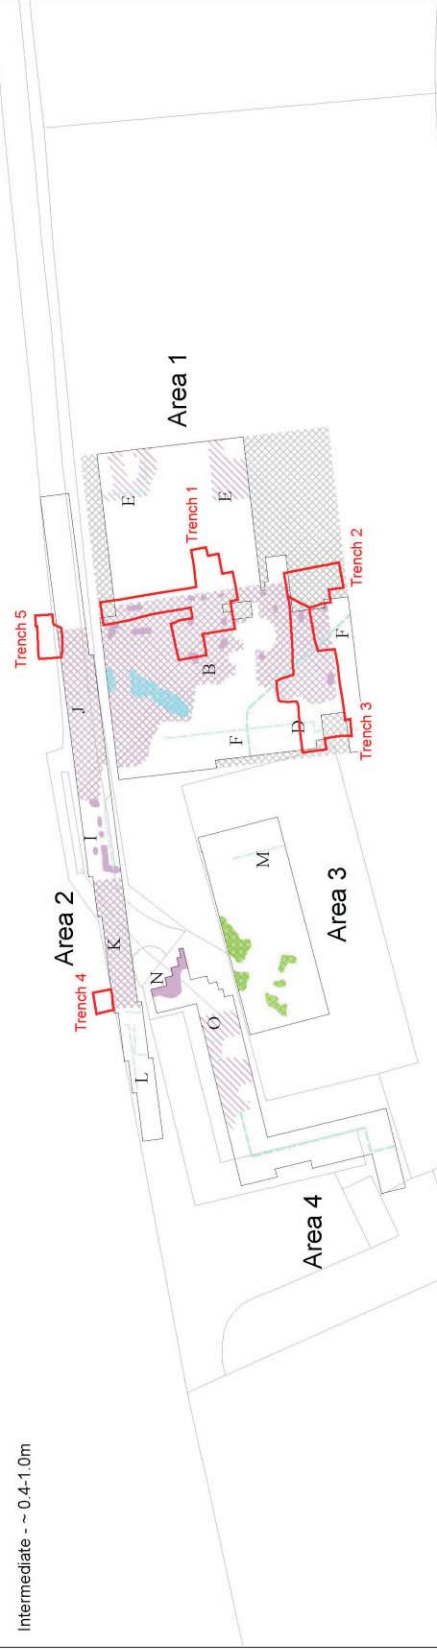 Intermediate - ~ 0.4-1.0m
Trench 5
Trench 4
Area 2
J
I
K
L
N
O
Area 1
E
E
Trench 1
B
Trench 2
F
F
D
Trench 3
M
Area 3
Area 4